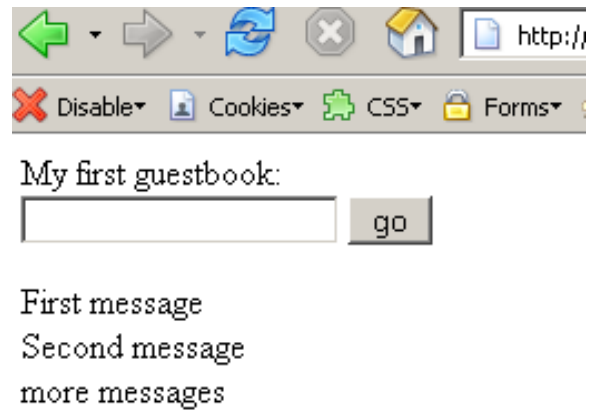 http://
Disable Cookies CSS Forms
My first guestbook:
go
First message
Second message
more messages